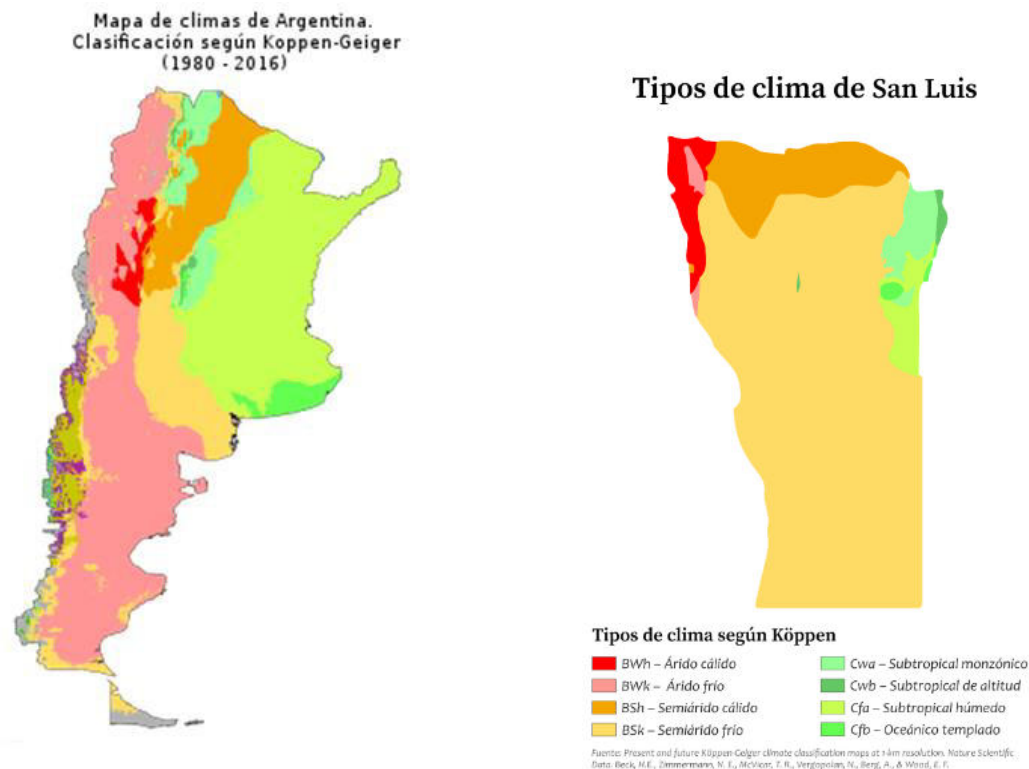 Mapa de climas de Argentina.
Clasificación según Koppen-Geiger
(1980 - 2016)
Tipos de clima de San Luis
Tipos de clima según Köppen
BWh – Árido cálido
BWk – Árido frío
BSh – Semiárido cálido
BSk – Semiárido frío
Cwa – Subtropical monzónico
Cwb – Subtropical de altitud
Cfa – Subtropical húmedo
Cfb – Oceánico templado
Fuente: Present and future Köppen-Geiger climate classification maps at 1-km resolution. Nature Scientific
Data. Beck, H.E., Zimmermann, N. E., McVicar, T. R., Vergopolan, N., Berg, A., & Wood, E. F.